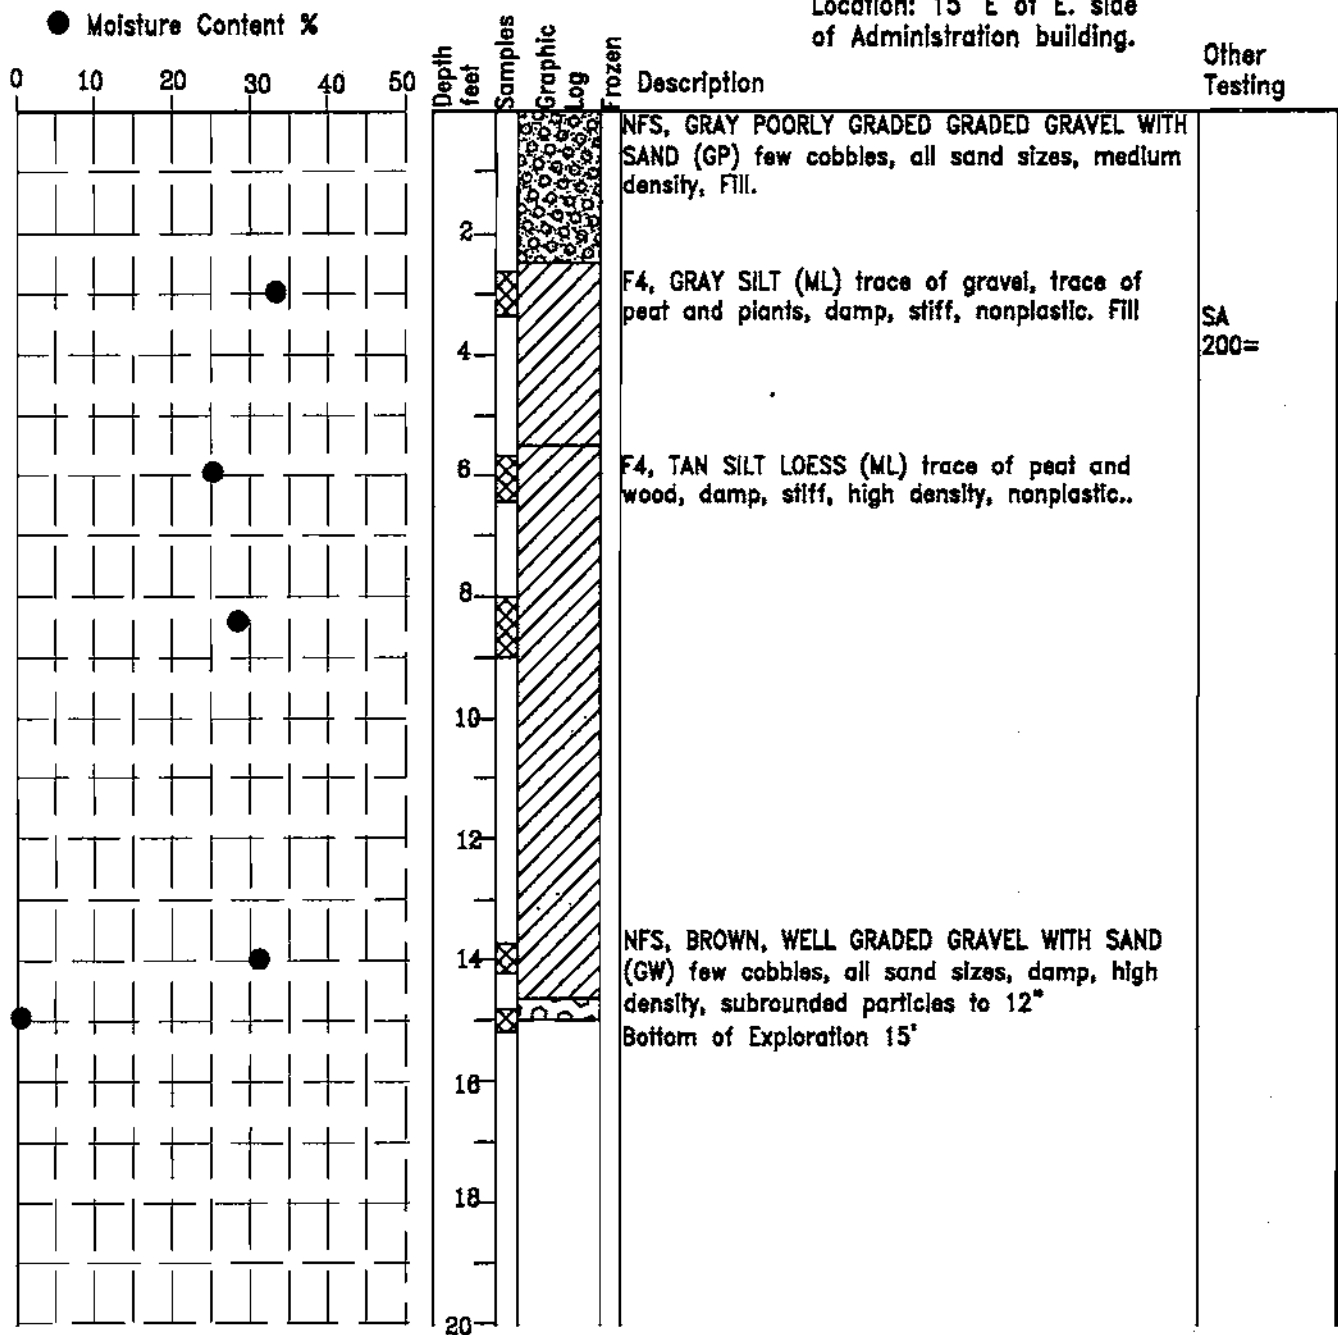 Location: 15' E of E. side
of Administration building.
● Moisture Content %
0 10 20 30 40 50
Depth
feet
Samples
Graphic
Log
Frozen
Description
Other
Testing
NFS, GRAY POORLY GRADED GRADED GRAVEL WITH
SAND (GP) few cobbles, all sand sizes, medium
density, Fill.
2
F4, GRAY SILT (ML) trace of gravel, trace of
peat and plants, damp, stiff, nonplastic. Fill
SA
200=
4
6
F4, TAN SILT LOESS (ML) trace of peat and
wood, damp, stiff, high density, nonplastic..
8
10
12
14
NFS, BROWN, WELL GRADED GRAVEL WITH SAND
(GW) few cobbles, all sand sizes, damp, high
density, subrounded particles to 12"
Bottom of Exploration 15'
16
18
20